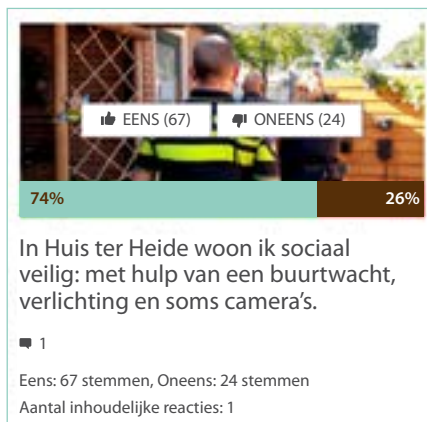 EENS (67) ONEENS (24)
74% 26%
In Huis ter Heide woon ik sociaal
veilig: met hulp van een buurtwacht,
verlichting en soms camera's.
1
Eens: 67 stemmen, Oneens: 24 stemmen
Aantal inhoudelijke reacties: 1